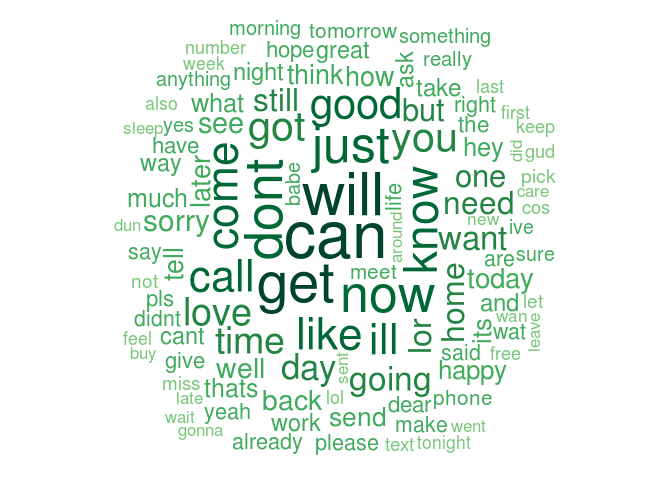 morning tomorrow something
number hope great
week ask really
anything night think how
also what still good but take last
sleep yes see got just you right the first keep
have hey did gud
way later come dont babe will know one pick
much life need care cos
dun sorry can around want new ive
say tell call get meet are sure
not now home today
pls love like ill lor its and let
didnt time said wan wat leave
feel cant free
buy give well day going happy
miss thats sent
late yeah back lol dear phone
wait work send make went
gonna already please text tonight